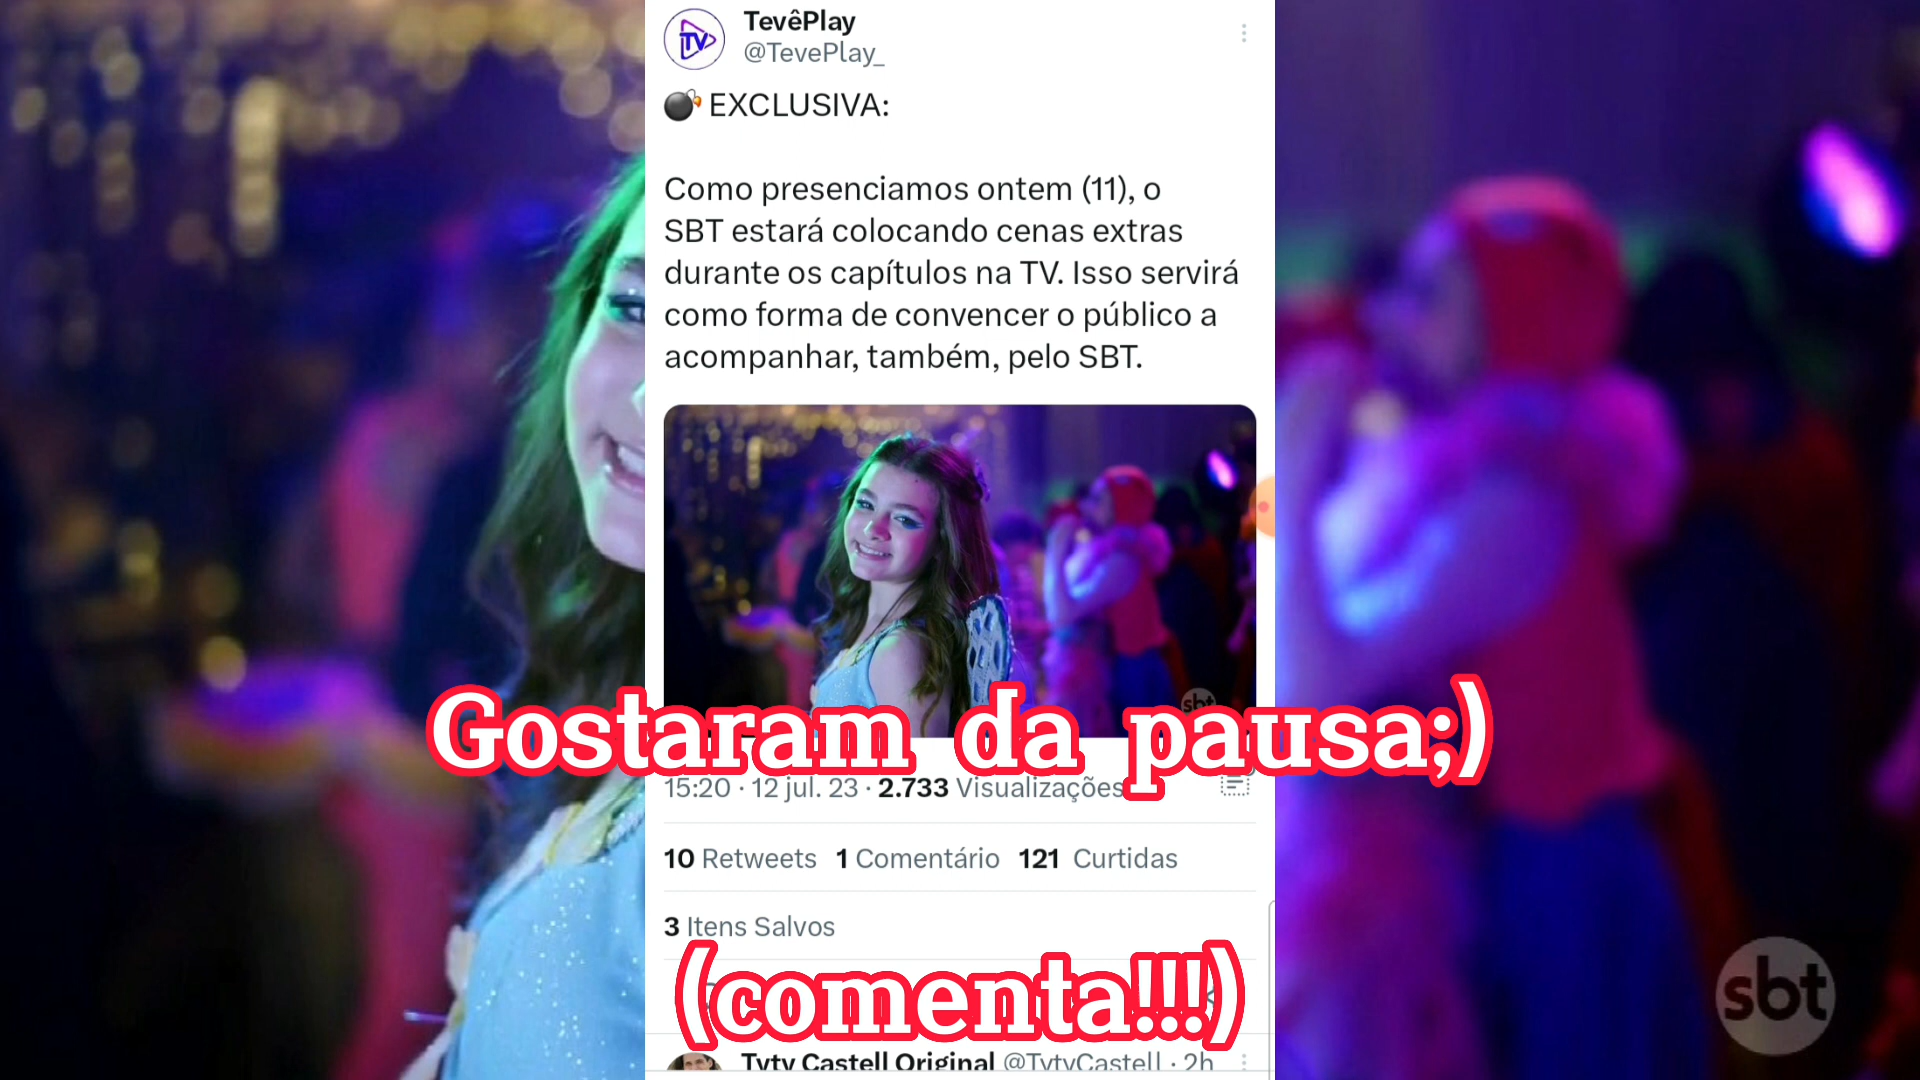 TevêPlay
@TevePlay_
EXCLUSIVA:
Como presenciamos ontem (11), o
SBT estará colocando cenas extras
durante os capítulos na TV. Isso servirá
como forma de convencer o público a
acompanhar, também, pelo SBT.
sbt
Gostaram da pausa;)
15:20 · 12 jul. 23 · 2.733 Visualizações
10 Retweets 1 Comentário 121 Curtidas
3 Itens Salvos
(comenta!!!)
sbt
Tyty Castell Original @TytyCastell · 2h